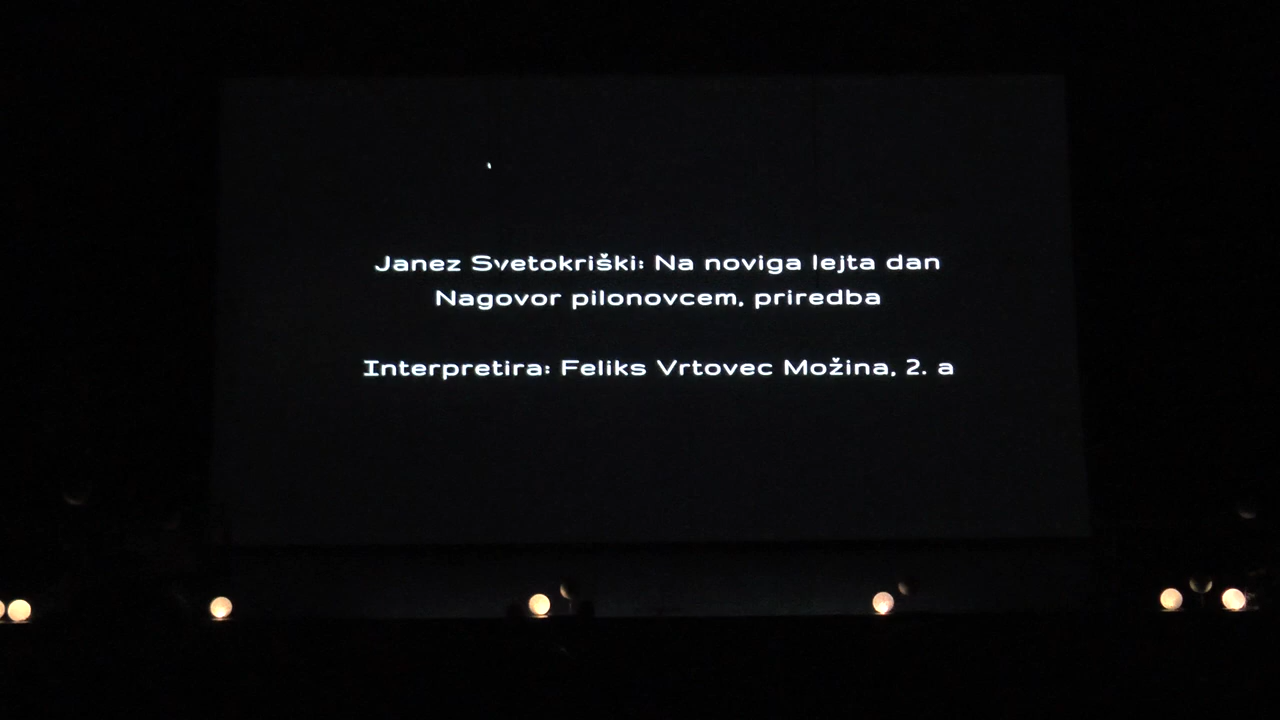 Janez Svetokriški: Na noviga lejta dan
Nagovor pilonovcem, priredba
Interpretira: Feliks Vrtovec Možina, 2. a